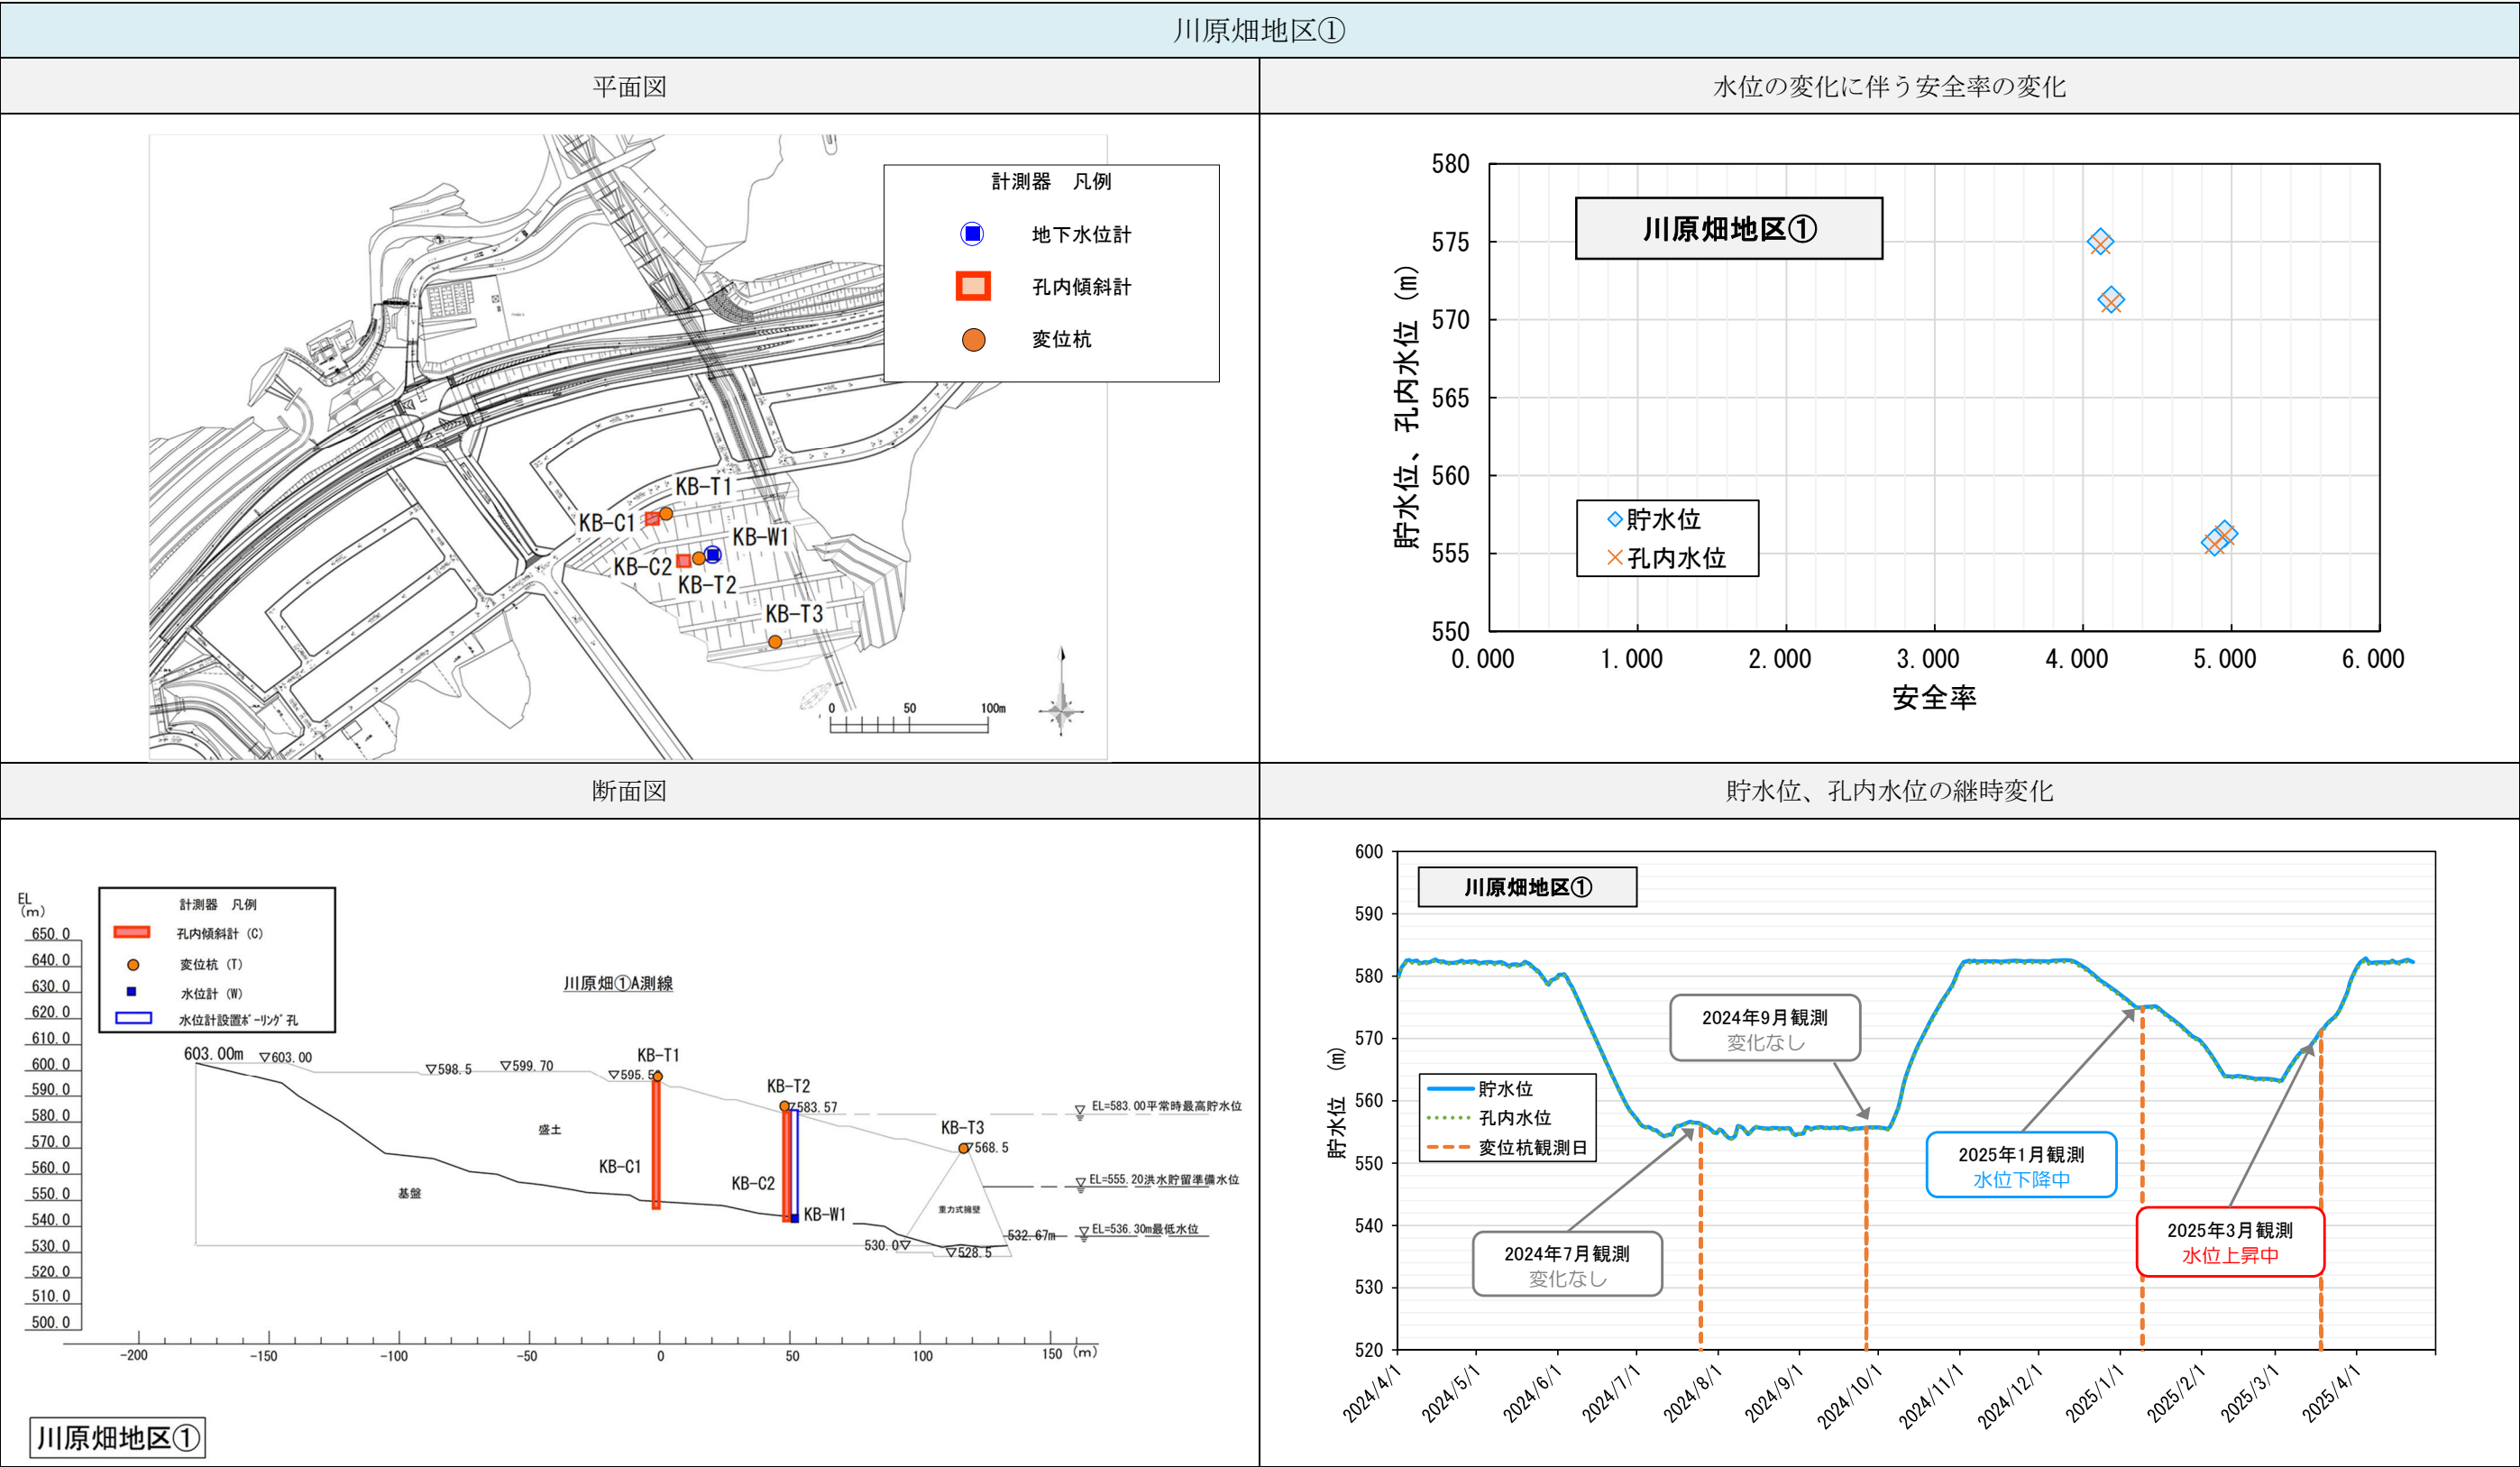 川原畑地区①
平面図
計測器 凡例
地下水位計
孔内傾斜計
変位杭
KB-T1
KB-C1
KB-W1
KB-C2
KB-T2
KB-T3
0 50 100m
水位の変化に伴う安全率の変化
川原畑地区①
貯水位、孔内水位 (m)
580
575
570
565
560
555
550
貯水位
孔内水位
0.000 1.000 2.000 3.000 4.000 5.000 6.000
安全率
断面図
EL
(m)
計測器 凡例
孔内傾斜計 (C)
変位杭 (T)
水位計 (W)
水位計設置ボーリング孔
650.0
640.0
630.0
620.0
610.0
600.0
590.0
580.0
570.0
560.0
550.0
540.0
530.0
520.0
510.0
500.0
川原畑①A測線
603.00m ▽603.00
▽598.5
▽599.70
▽595.5
KB-T1
KB-T2
▽583.57
EL=583.00平常時最高貯水位
盛土
KB-T3
▽568.5
KB-C1
KB-C2
EL=555.20洪水貯留準備水位
基盤
KB-W1
重力式擁壁
532.67m
EL=536.30m最低水位
530.0▽
▽528.5
-200 -150 -100 -50 0 50 100 150 (m)
川原畑地区①
貯水位、孔内水位の継時変化
川原畑地区①
貯水位 (m)
600
590
580
570
560
550
540
530
520
2024年9月観測
変化なし
貯水位
孔内水位
変位杭観測日
2025年1月観測
水位下降中
2025年3月観測
水位上昇中
2024年7月観測
変化なし
2024/4/1 2024/5/1 2024/6/1 2024/7/1 2024/8/1 2024/9/1 2024/10/1 2024/11/1 2024/12/1 2025/1/1 2025/2/1 2025/3/1 2025/4/1